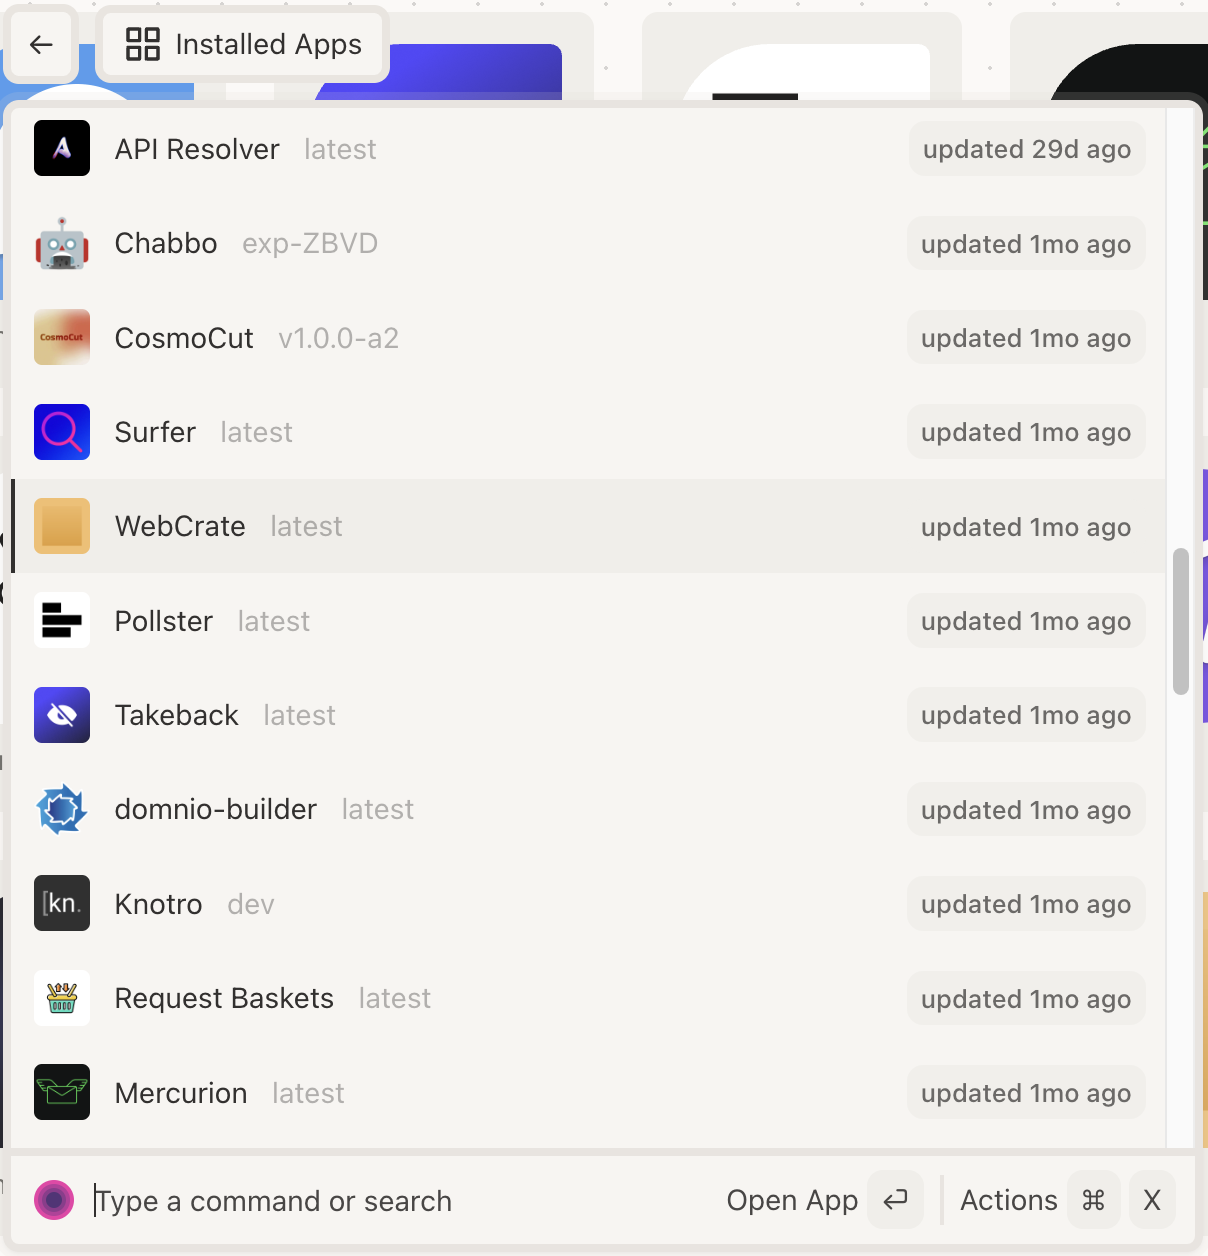 Installed Apps
API Resolver latest updated 29d ago
Chabbo exp-ZBVD updated 1mo ago
CosmoCut CosmoCut v1.0.0-a2 updated 1mo ago
Surfer latest updated 1mo ago
WebCrate latest updated 1mo ago
Pollster latest updated 1mo ago
Takeback latest updated 1mo ago
domnio-builder latest updated 1mo ago
[kn. Knotro dev updated 1mo ago
Request Baskets latest updated 1mo ago
Mercurion latest updated 1mo ago
Type a command or search Open App Actions ⌘ X